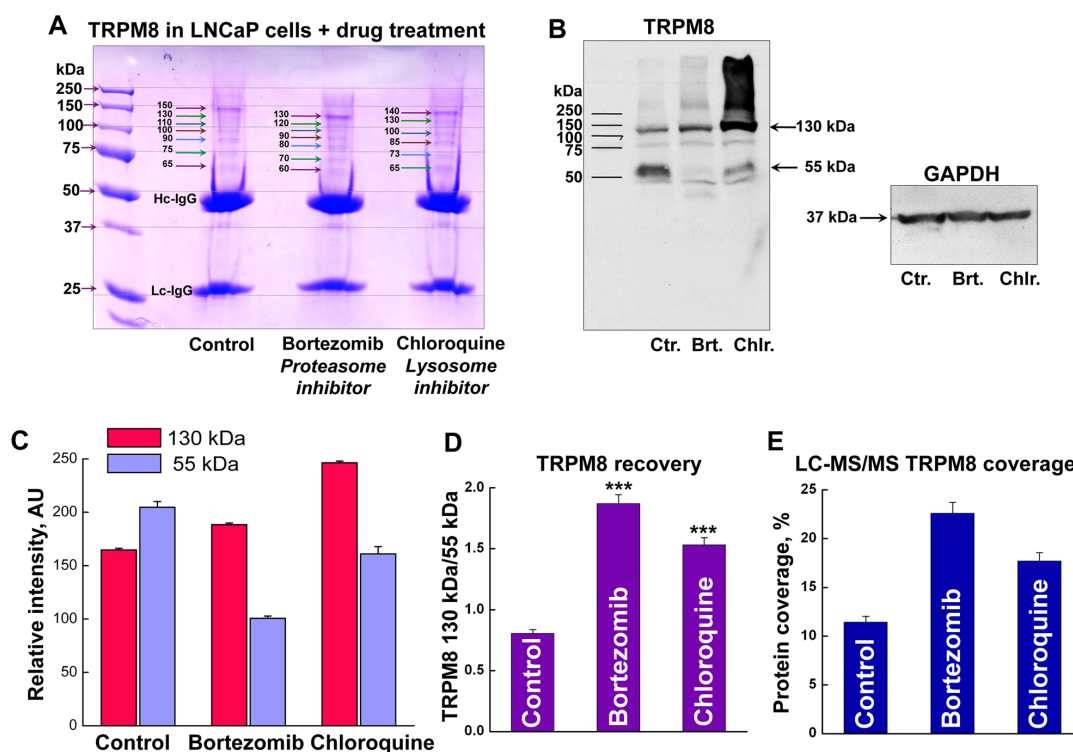 A
TRPM8 in LNCaP cells + drug treatment
kDa
250
150
100
75
50
37
25
150
130
110
100
90
75
65
130
120
90
80
70
60
140
130
100
85
73
65
Hc-IgG
Lc-IgG
Control
Bortezomib
Proteasome
inhibitor
Chloroquine
Lysosome
inhibitor
B
TRPM8
kDa
250
150
100
75
50
130 kDa
55 kDa
Ctr. Brt. Chlr.
GAPDH
37 kDa
Ctr. Brt. Chlr.
C
130 kDa
55 kDa
Relative intensity, AU
250
200
150
100
50
0
Control Bortezomib Chloroquine
D
TRPM8 recovery
TRPM8 130 kDa/55 kDa
2.0
1.5
1.0
0.5
0.0
***
***
Control
Bortezomib
Chloroquine
E
LC-MS/MS TRPM8 coverage
Protein coverage, %
25
20
15
10
5
0
Control
Bortezomib
Chloroquine